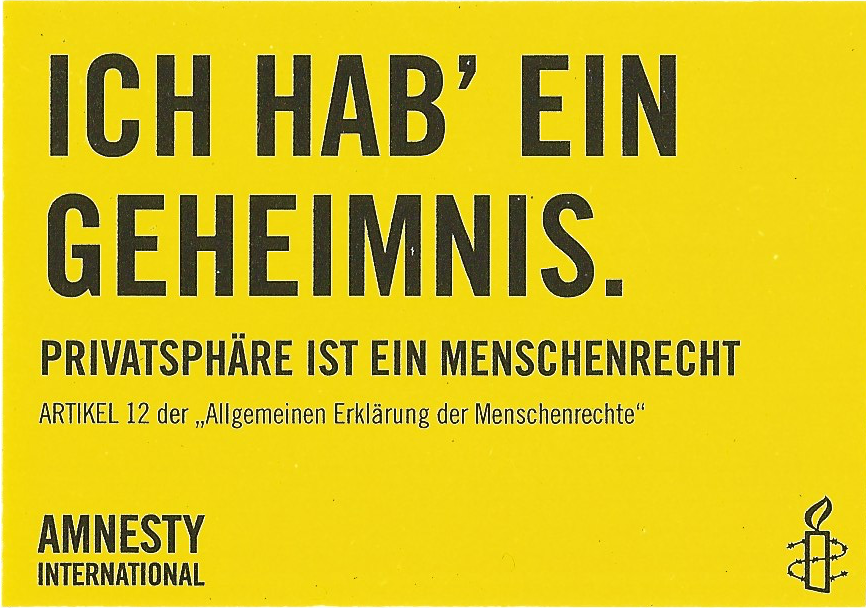 ICH HAB’ EIN
GEHEIMNIS.
PRIVATSPHÄRE IST EIN MENSCHENRECHT
ARTIKEL 12 der „Allgemeinen Erklärung der Menschenrechte“
AMNESTY
INTERNATIONAL